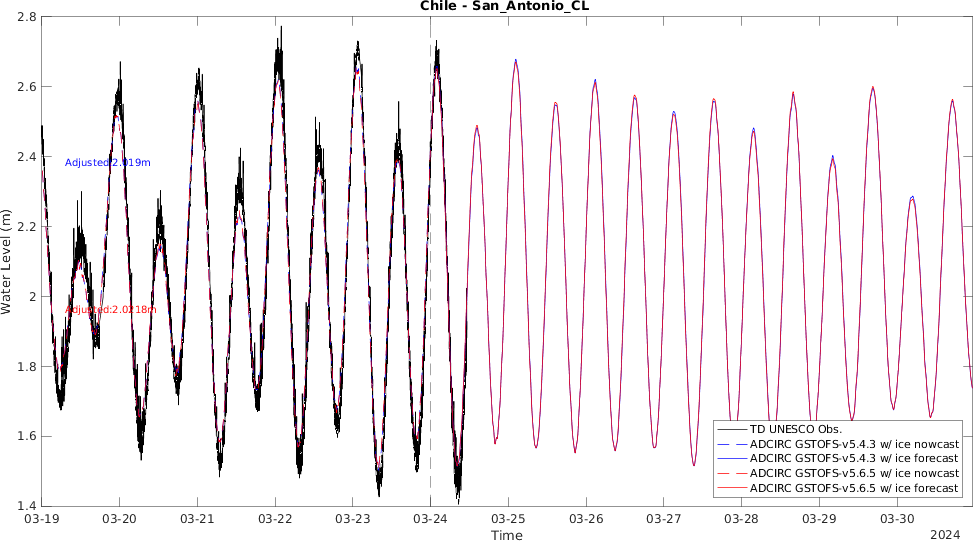 Chile - San_Antonio_CL
2.8
2.6
2.4
2.2
2
1.8
1.6
1.4
Water Level (m)
Adjusted:2.019m
Adjusted:2.0218m
TD UNESCO Obs.
ADCIRC GSTOFS-v5.4.3 w/ ice nowcast
ADCIRC GSTOFS-v5.4.3 w/ ice forecast
ADCIRC GSTOFS-v5.6.5 w/ ice nowcast
ADCIRC GSTOFS-v5.6.5 w/ ice forecast
03-19 03-20 03-21 03-22 03-23 03-24 03-25 03-26 03-27 03-28 03-29 03-30
Time
2024